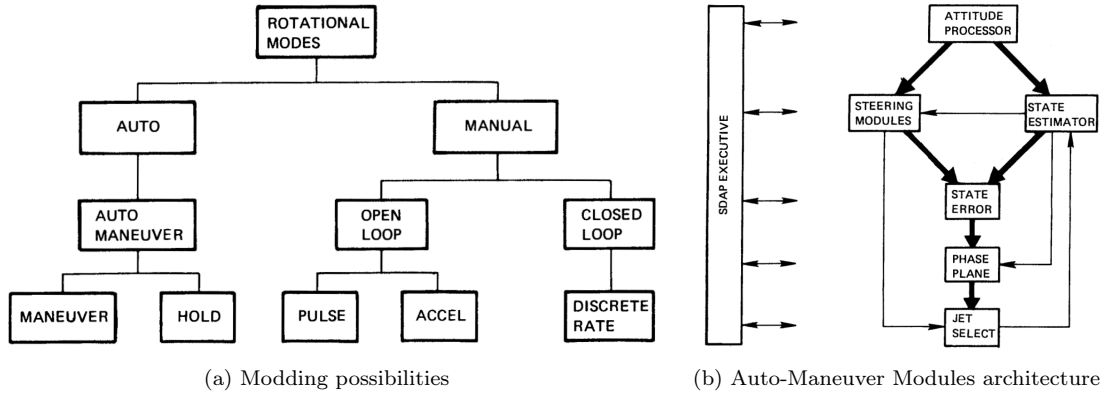 ROTATIONAL
MODES
AUTO
MANUAL
AUTO
MANEUVER
OPEN
LOOP
CLOSED
LOOP
MANEUVER
HOLD
PULSE
ACCEL
DISCRETE
RATE
(a) Modding possibilities
SDAP EXECUTIVE
ATTITUDE
PROCESSOR
STEERING
MODULES
STATE
ESTIMATOR
STATE
ERROR
PHASE
PLANE
JET
SELECT
(b) Auto-Maneuver Modules architecture